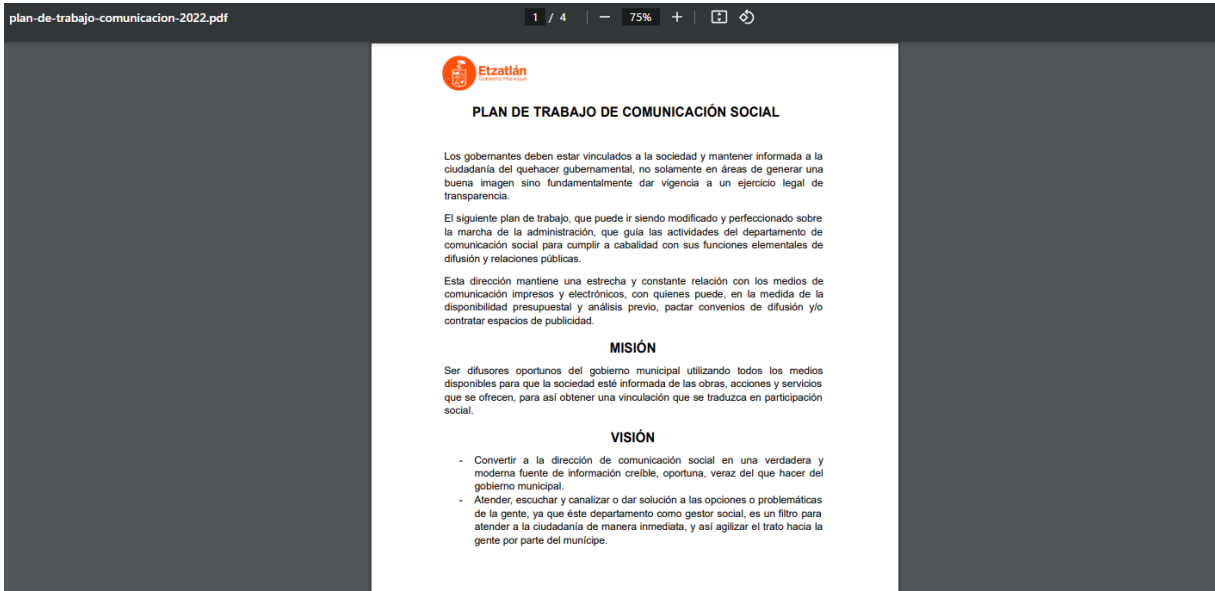 plan-de-trabajo-comunicacion-2022.pdf
1 / 4
75%
Etzatlán
Gobierno Municipal
PLAN DE TRABAJO DE COMUNICACIÓN SOCIAL
Los gobernantes deben estar vinculados a la sociedad y mantener informada a la
ciudadanía del quehacer gubernamental, no solamente en áreas de generar una
buena imagen sino fundamentalmente dar vigencia a un ejercicio legal de
transparencia.
El siguiente plan de trabajo, que puede ir siendo modificado y perfeccionado sobre
la marcha de la administración, que guía las actividades del departamento de
comunicación social para cumplir a cabalidad con sus funciones elementales de
difusión y relaciones públicas.
Esta dirección mantiene una estrecha y constante relación con los medios de
comunicación impresos y electrónicos, con quienes puede, en la medida de la
disponibilidad presupuestal y análisis previo, pactar convenios de difusión y/o
contratar espacios de publicidad.
MISIÓN
Ser difusores oportunos del gobierno municipal utilizando todos los medios
disponibles para que la sociedad esté informada de las obras, acciones y servicios
que se ofrecen, para así obtener una vinculación que se traduzca en participación
social.
VISIÓN
- Convertir a la dirección de comunicación social en una verdadera y
moderna fuente de información creíble, oportuna, veraz del que hacer del
gobierno municipal.
- Atender, escuchar y canalizar o dar solución a las opciones o problemáticas
de la gente, ya que éste departamento como gestor social, es un filtro para
atender a la ciudadanía de manera inmediata, y así agilizar el trato hacia la
gente por parte del munícipe.